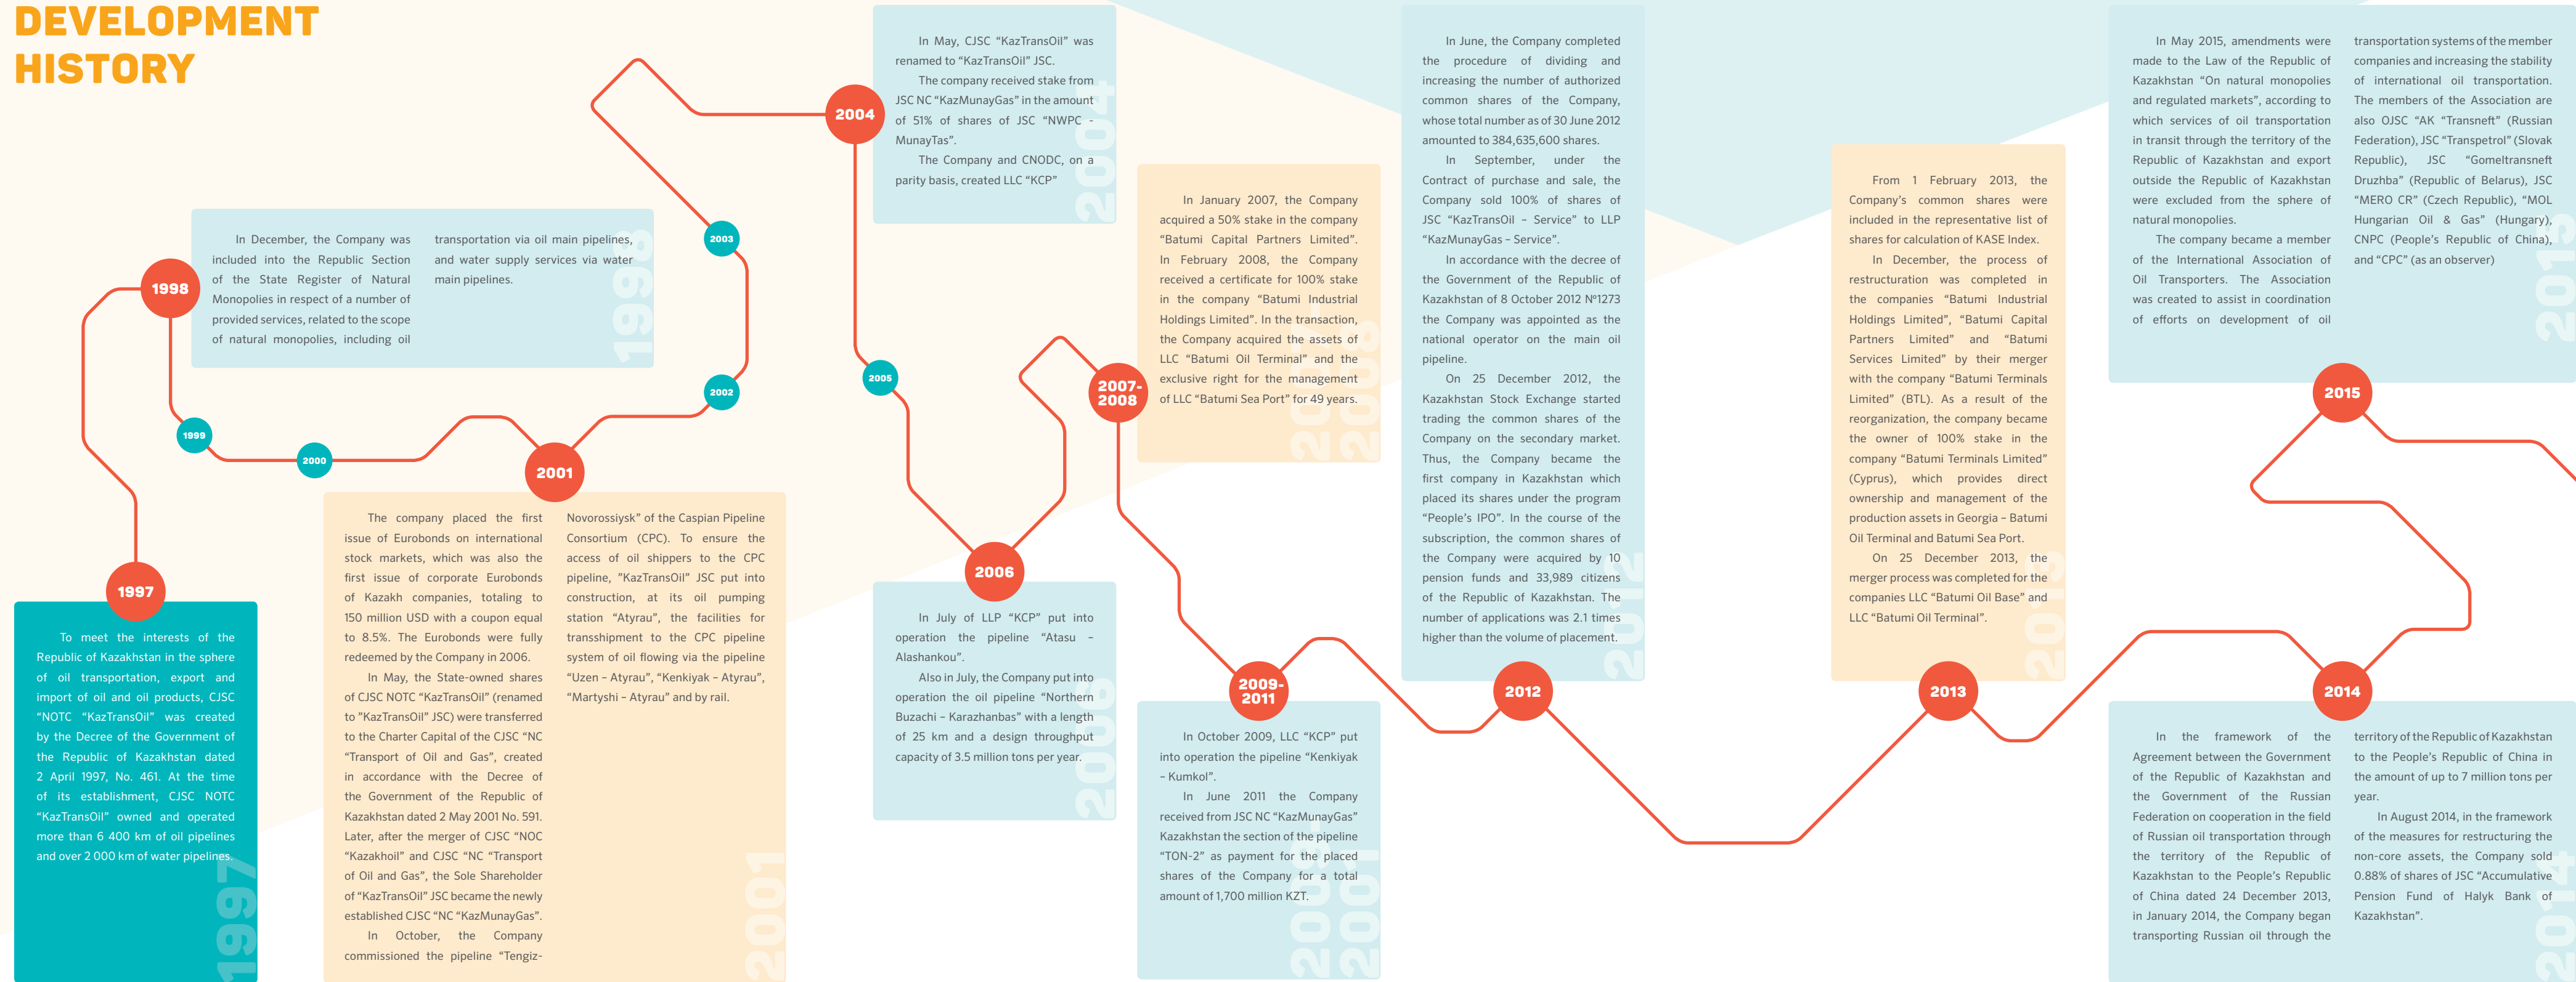 DEVELOPMENT
HISTORY
1997
To meet the interests of the
Republic of Kazakhstan in the sphere
of oil transportation, export and
import of oil and oil products, CJSC
“NOTC “KazTransOil” was created
by the Decree of the Government of
the Republic of Kazakhstan dated
2 April 1997, No. 461. At the time
of its establishment, CJSC NOTC
“KazTransOil” owned and operated
more than 6 400 km of oil pipelines
and over 2 000 km of water pipelines.
1997
1998
In December, the Company was
included into the Republic Section
of the State Register of Natural
Monopolies in respect of a number of
provided services, related to the scope
of natural monopolies, including oil
transportation via oil main pipelines,
and water supply services via water
main pipelines.
1998
1999
2000
2001
The company placed the first
issue of Eurobonds on international
stock markets, which was also the
first issue of corporate Eurobonds
of Kazakh companies, totaling to
150 million USD with a coupon equal
to 8.5%. The Eurobonds were fully
redeemed by the Company in 2006.
In May, the State-owned shares
of CJSC NOTC “KazTransOil” (renamed
to ”KazTransOil” JSC) were transferred
to the Charter Capital of the CJSC “NC
“Transport of Oil and Gas”, created
in accordance with the Decree of
the Government of the Republic of
Kazakhstan dated 2 May 2001 No. 591.
Later, after the merger of CJSC “NOC
“Kazakhoil” and CJSC “NC “Transport
of Oil and Gas”, the Sole Shareholder
of “KazTransOil” JSC became the newly
established CJSC “NC “KazMunayGas”.
In October, the Company
commissioned the pipeline “Tengiz-
Novorossiysk” of the Caspian Pipeline
Consortium (CPC). To ensure the
access of oil shippers to the CPC
pipeline, ”KazTransOil” JSC put into
construction, at its oil pumping
station “Atyrau”, the facilities for
transshipment to the CPC pipeline
system of oil flowing via the pipeline
“Uzen – Atyrau”, “Kenkiyak – Atyrau”,
“Martyshi – Atyrau” and by rail.
2001
2002
2003
2004
In May, CJSC “KazTransOil” was
renamed to “KazTransOil” JSC.
The company received stake from
JSC NC “KazMunayGas” in the amount
of 51% of shares of JSC “NWPC -
MunayTas”.
The Company and CNODC, on a
parity basis, created LLC “KCP”
2004
2005
2006
In July of LLP “KCP” put into
operation the pipeline “Atasu –
Alashankou”.
Also in July, the Company put into
operation the oil pipeline “Northern
Buzachi – Karazhanbas” with a length
of 25 km and a design throughput
capacity of 3.5 million tons per year.
2006
2007-
2008
In January 2007, the Company
acquired a 50% stake in the company
“Batumi Capital Partners Limited”.
In February 2008, the Company
received a certificate for 100% stake
in the company “Batumi Industrial
Holdings Limited”. In the transaction,
the Company acquired the assets of
LLC “Batumi Oil Terminal” and the
exclusive right for the management
of LLC “Batumi Sea Port” for 49 years.
2007-
2008
2009-
2011
In October 2009, LLC “KCP” put
into operation the pipeline “Kenkiyak
– Kumkol”.
In June 2011 the Company
received from JSC NC “KazMunayGas”
Kazakhstan the section of the pipeline
“TON-2” as payment for the placed
shares of the Company for a total
amount of 1,700 million KZT.
2009-
2001
2012
In June, the Company completed
the procedure of dividing and
increasing the number of authorized
common shares of the Company,
whose total number as of 30 June 2012
amounted to 384,635,600 shares.
In September, under the
Contract of purchase and sale, the
Company sold 100% of shares of
JSC “KazTransOil – Service” to LLP
“KazMunayGas – Service”.
In accordance with the decree of
the Government of the Republic of
Kazakhstan of 8 October 2012 №1273
the Company was appointed as the
national operator on the main oil
pipeline.
On 25 December 2012, the
Kazakhstan Stock Exchange started
trading the common shares of the
Company on the secondary market.
Thus, the Company became the
first company in Kazakhstan which
placed its shares under the program
“People’s IPO”. In the course of the
subscription, the common shares of
the Company were acquired by 10
pension funds and 33,989 citizens
of the Republic of Kazakhstan. The
number of applications was 2.1 times
higher than the volume of placement.
2012
2013
From 1 February 2013, the
Company’s common shares were
included in the representative list of
shares for calculation of KASE Index.
In December, the process of
restructuration was completed in
the companies “Batumi Industrial
Holdings Limited”, “Batumi Capital
Partners Limited” and “Batumi
Services Limited” by their merger
with the company “Batumi Terminals
Limited” (BTL). As a result of the
reorganization, the company became
the owner of 100% stake in the
company “Batumi Terminals Limited”
(Cyprus), which provides direct
ownership and management of the
production assets in Georgia – Batumi
Oil Terminal and Batumi Sea Port.
On 25 December 2013, the
merger process was completed for the
companies LLC “Batumi Oil Base” and
LLC “Batumi Oil Terminal”.
2013
2014
In the framework of the
Agreement between the Government
of the Republic of Kazakhstan and
the Government of the Russian
Federation on cooperation in the field
of Russian oil transportation through
the territory of the Republic of
Kazakhstan to the People’s Republic
of China dated 24 December 2013,
in January 2014, the Company began
transporting Russian oil through the
territory of the Republic of Kazakhstan
to the People’s Republic of China in
the amount of up to 7 million tons per
year.
In August 2014, in the framework
of the measures for restructuring the
non-core assets, the Company sold
0.88% of shares of JSC “Accumulative
Pension Fund of Halyk Bank of
Kazakhstan”.
2014
2015
In May 2015, amendments were
made to the Law of the Republic of
Kazakhstan “On natural monopolies
and regulated markets”, according to
which services of oil transportation
in transit through the territory of the
Republic of Kazakhstan and export
outside the Republic of Kazakhstan
were excluded from the sphere of
natural monopolies.
The company became a member
of the International Association of
Oil Transporters. The Association
was created to assist in coordination
of efforts on development of oil
transportation systems of the member
companies and increasing the stability
of international oil transportation.
The members of the Association are
also OJSC “AK “Transneft” (Russian
Federation), JSC “Transpetrol” (Slovak
Republic), JSC “Gomeltransneft
Druzhba” (Republic of Belarus), JSC
“MERO CR” (Czech Republic), “MOL
Hungarian Oil & Gas” (Hungary),
CNPC (People’s Republic of China),
and “CPC” (as an observer)
2015